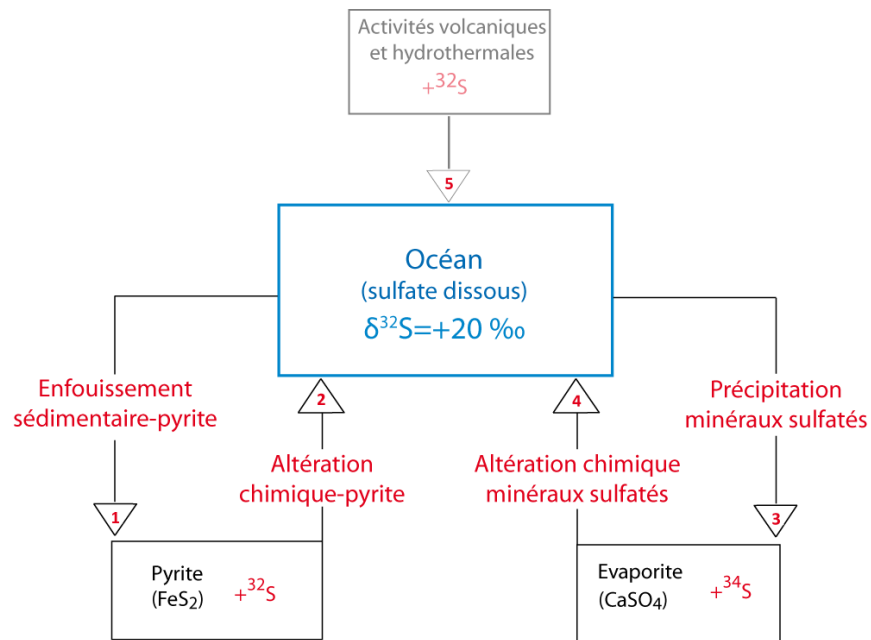 Activités volcaniques
et hydrothermales
+³²S
5
Océan
(sulfate dissous)
δ³²S=+20 ‰
Enfouissement
sédimentaire-pyrite
2
Altération
chimique-pyrite
4
Altération chimique
minéraux sulfatés
Précipitation
minéraux sulfatés
1
3
Pyrite
(FeS₂)
+³²S
Evaporite
(CaSO₄)
+³⁴S